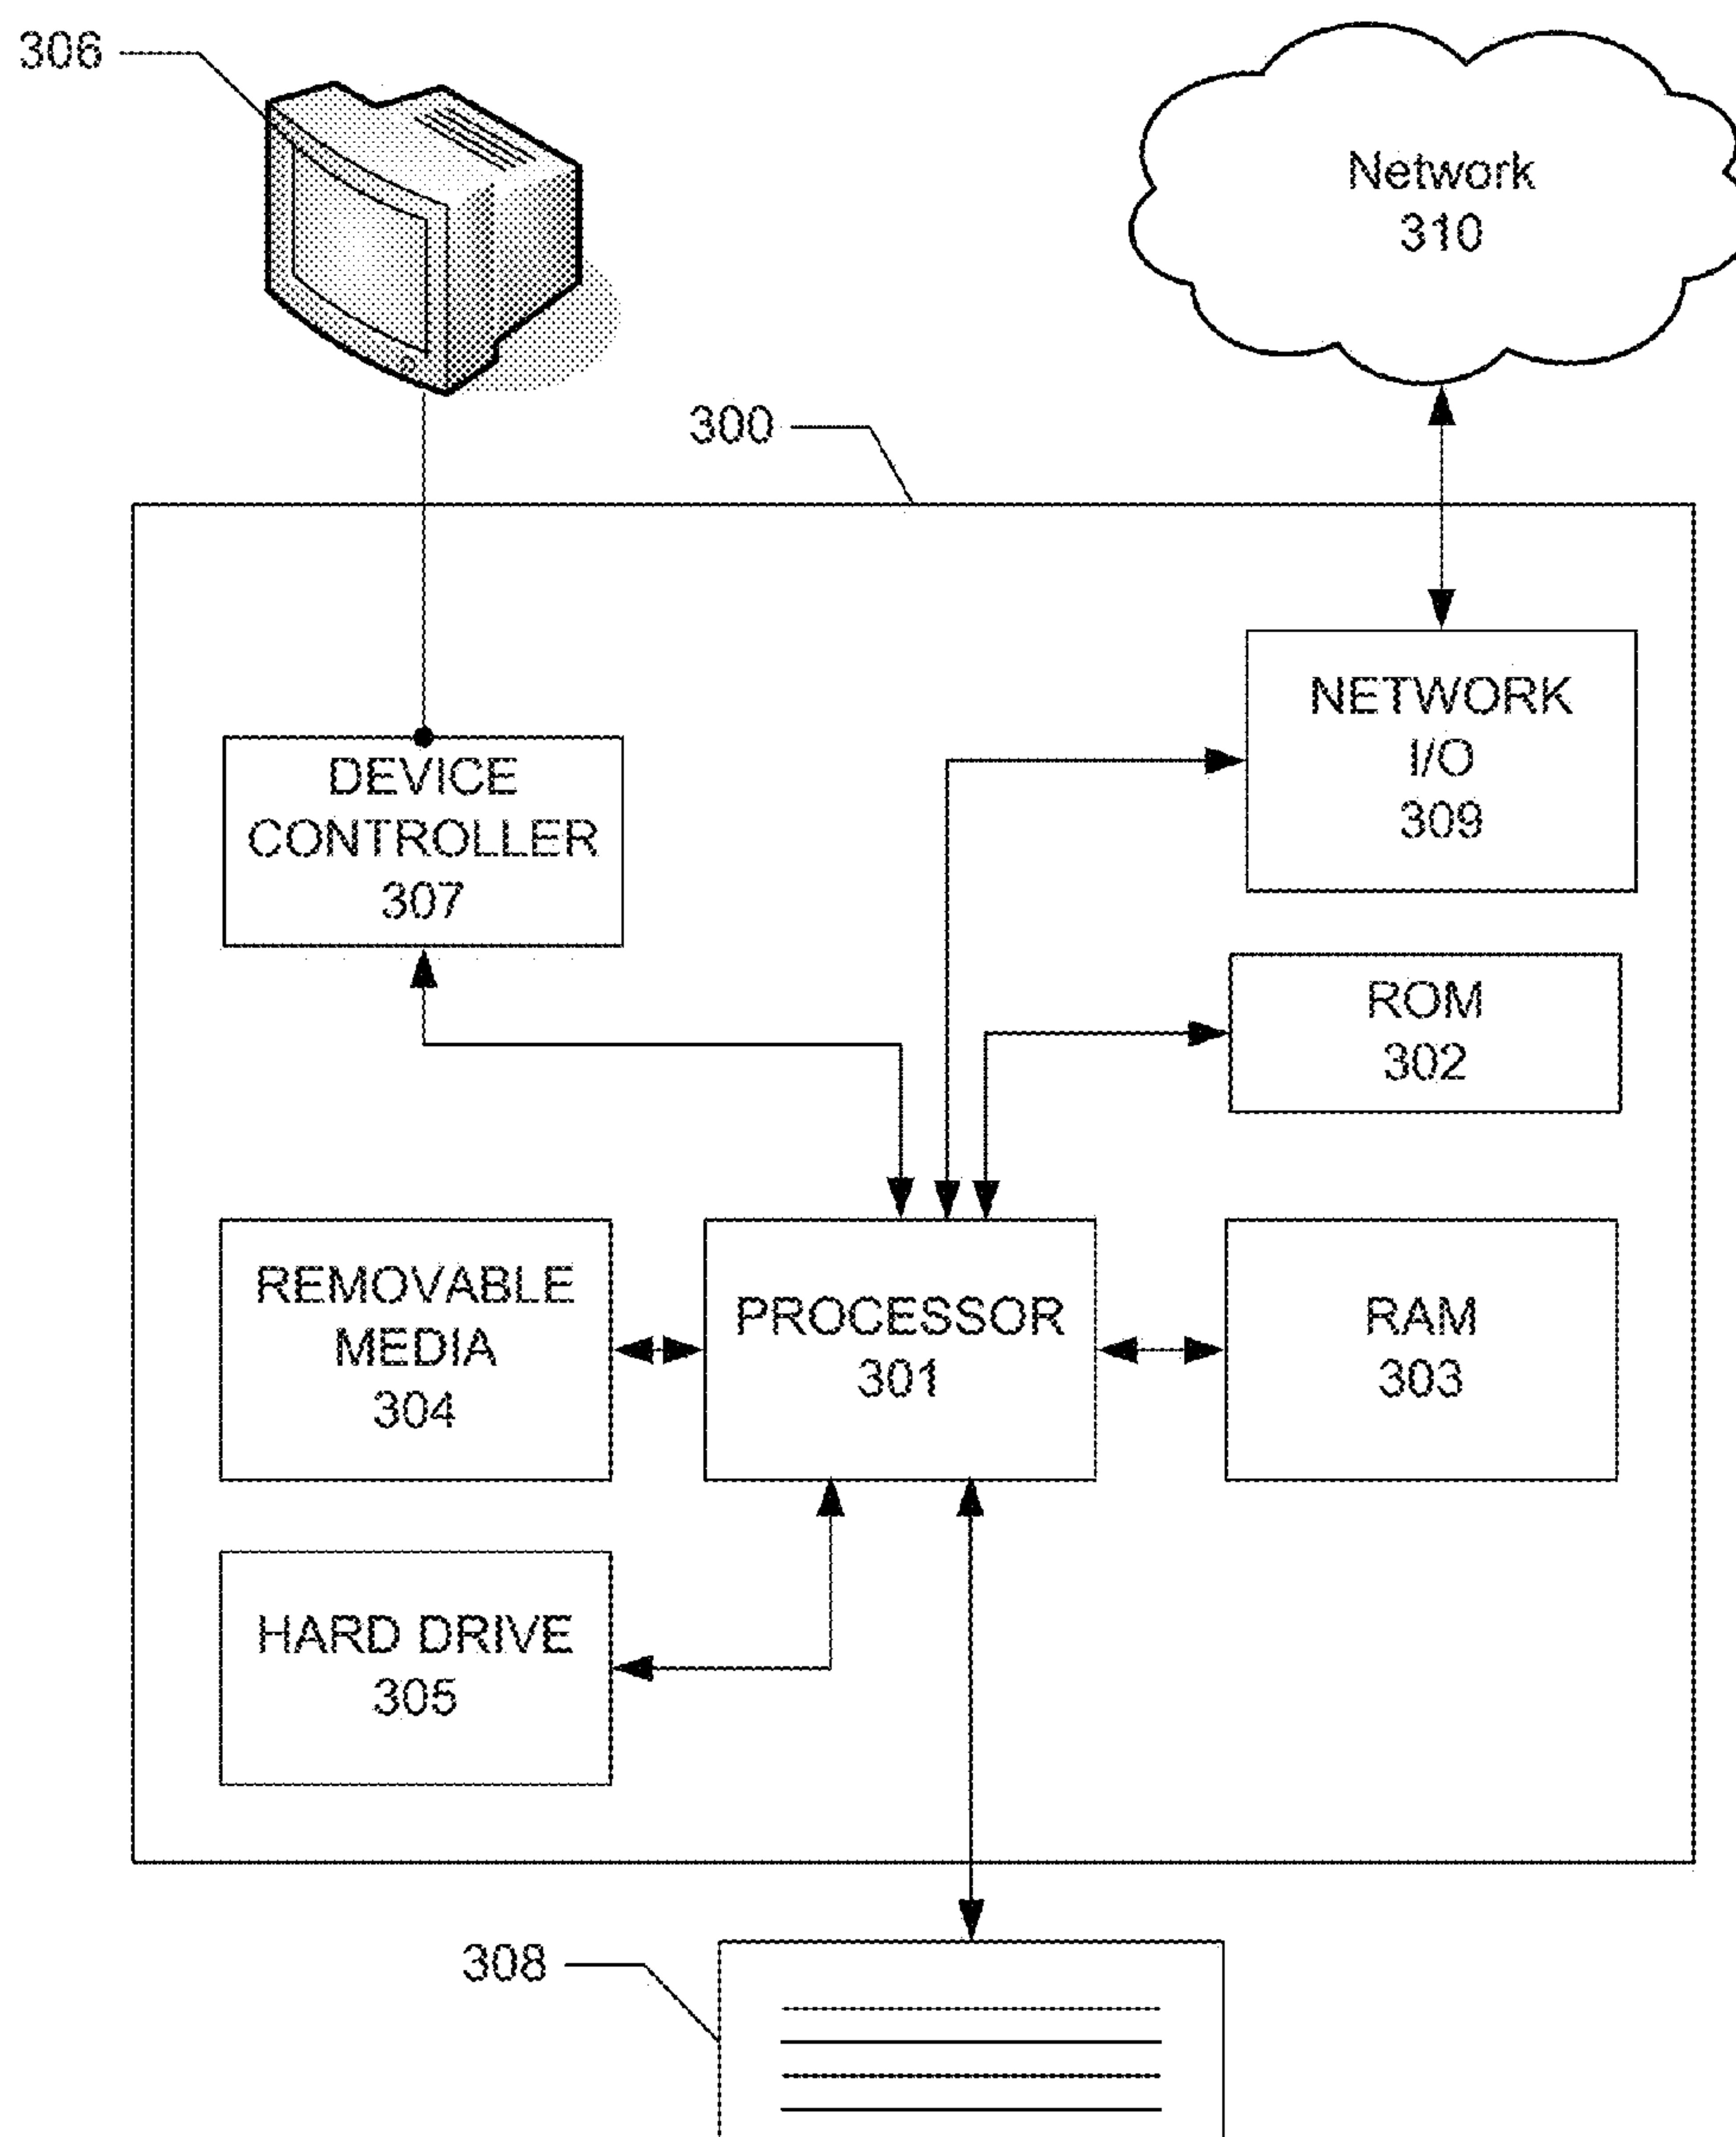 306
Network
310
300
NETWORK
I/O
309
DEVICE
CONTROLLER
307
ROM
302
REMOVABLE
MEDIA
304
PROCESSOR
301
RAM
303
HARD DRIVE
305
308